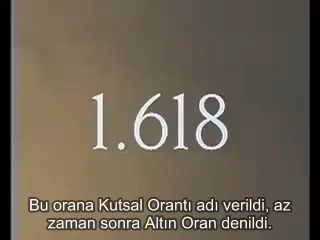 1.618
Bu orana Kutsal Orantı adı verildi, az
zaman sonra Altın Oran denildi.